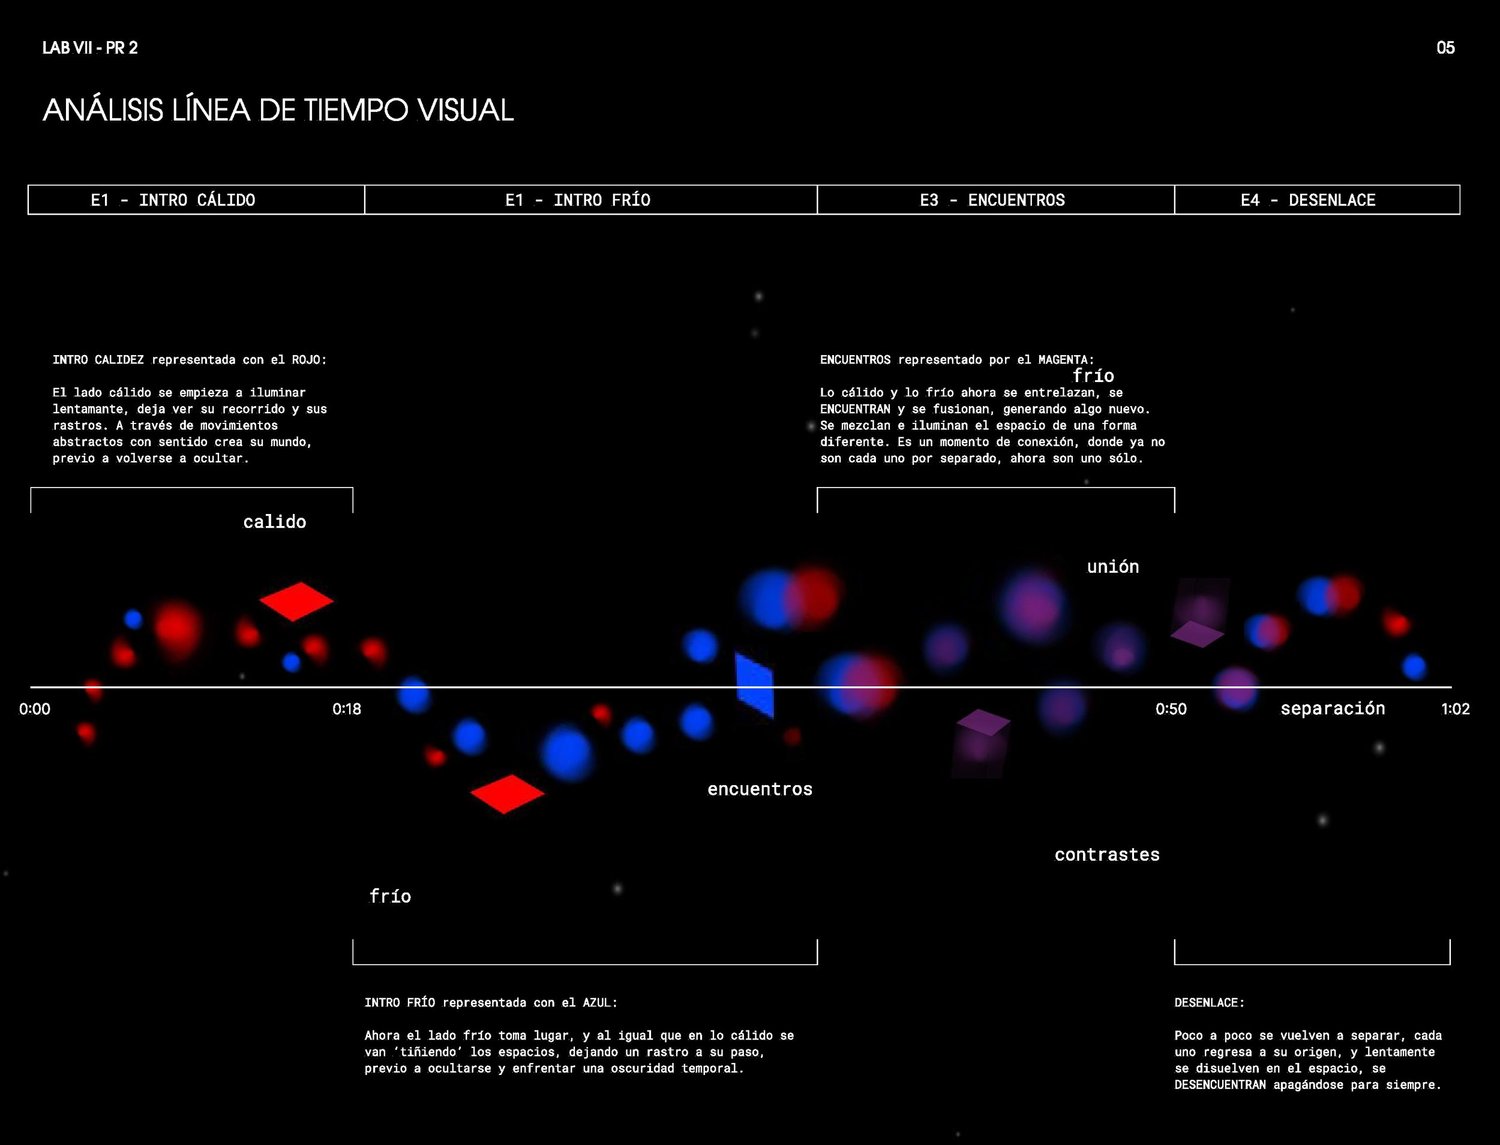 LAB VII - PR 2
05
ANÁLISIS LÍNEA DE TIEMPO VISUAL
E1 - INTRO CÁLIDO
E1 - INTRO FRÍO
E3 - ENCUENTROS
E4 - DESENLACE
INTRO CALIDEZ representada con el ROJO:
El lado cálido se empieza a iluminar
lentamante, deja ver su recorrido y sus
rastros. A través de movimientos
abstractos con sentido crea su mundo,
previo a volverse a ocultar.
ENCUENTROS representado por el MAGENTA:
frío
Lo cálido y lo frío ahora se entrelazan, se
ENCUENTRAN y se fusionan, generando algo nuevo.
Se mezclan e iluminan el espacio de una forma
diferente. Es un momento de conexión, donde ya no
son cada uno por separado, ahora son uno sólo.
calido
unión
0:00
0:18
0:50
separación
1:02
encuentros
contrastes
frío
INTRO FRÍO representada con el AZUL:
Ahora el lado frío toma lugar, y al igual que en lo cálido se
van ‘tiñiendo’ los espacios, dejando un rastro a su paso,
previo a ocultarse y enfrentar una oscuridad temporal.
DESENLACE:
Poco a poco se vuelven a separar, cada
uno regresa a su origen, y lentamente
se disuelven en el espacio, se
DESENCUENTRAN apagándose para siempre.